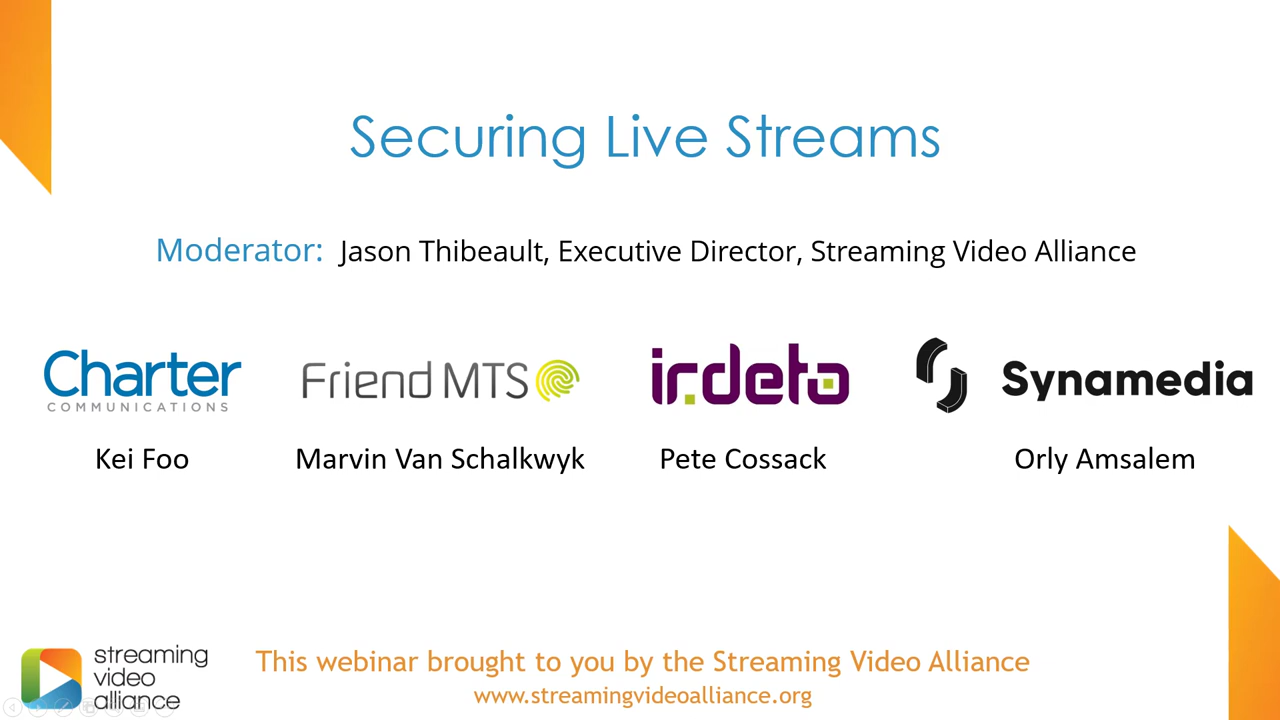 Securing Live Streams
Moderator: Jason Thibeault, Executive Director, Streaming Video Alliance
Charter
COMMUNICATIONS
Friend MTS
irdeto
Synamedia
Kei Foo
Marvin Van Schalkwyk
Pete Cossack
Orly Amsalem
streaming
video
alliance
This webinar brought to you by the Streaming Video Alliance
www.streamingvideoalliance.org